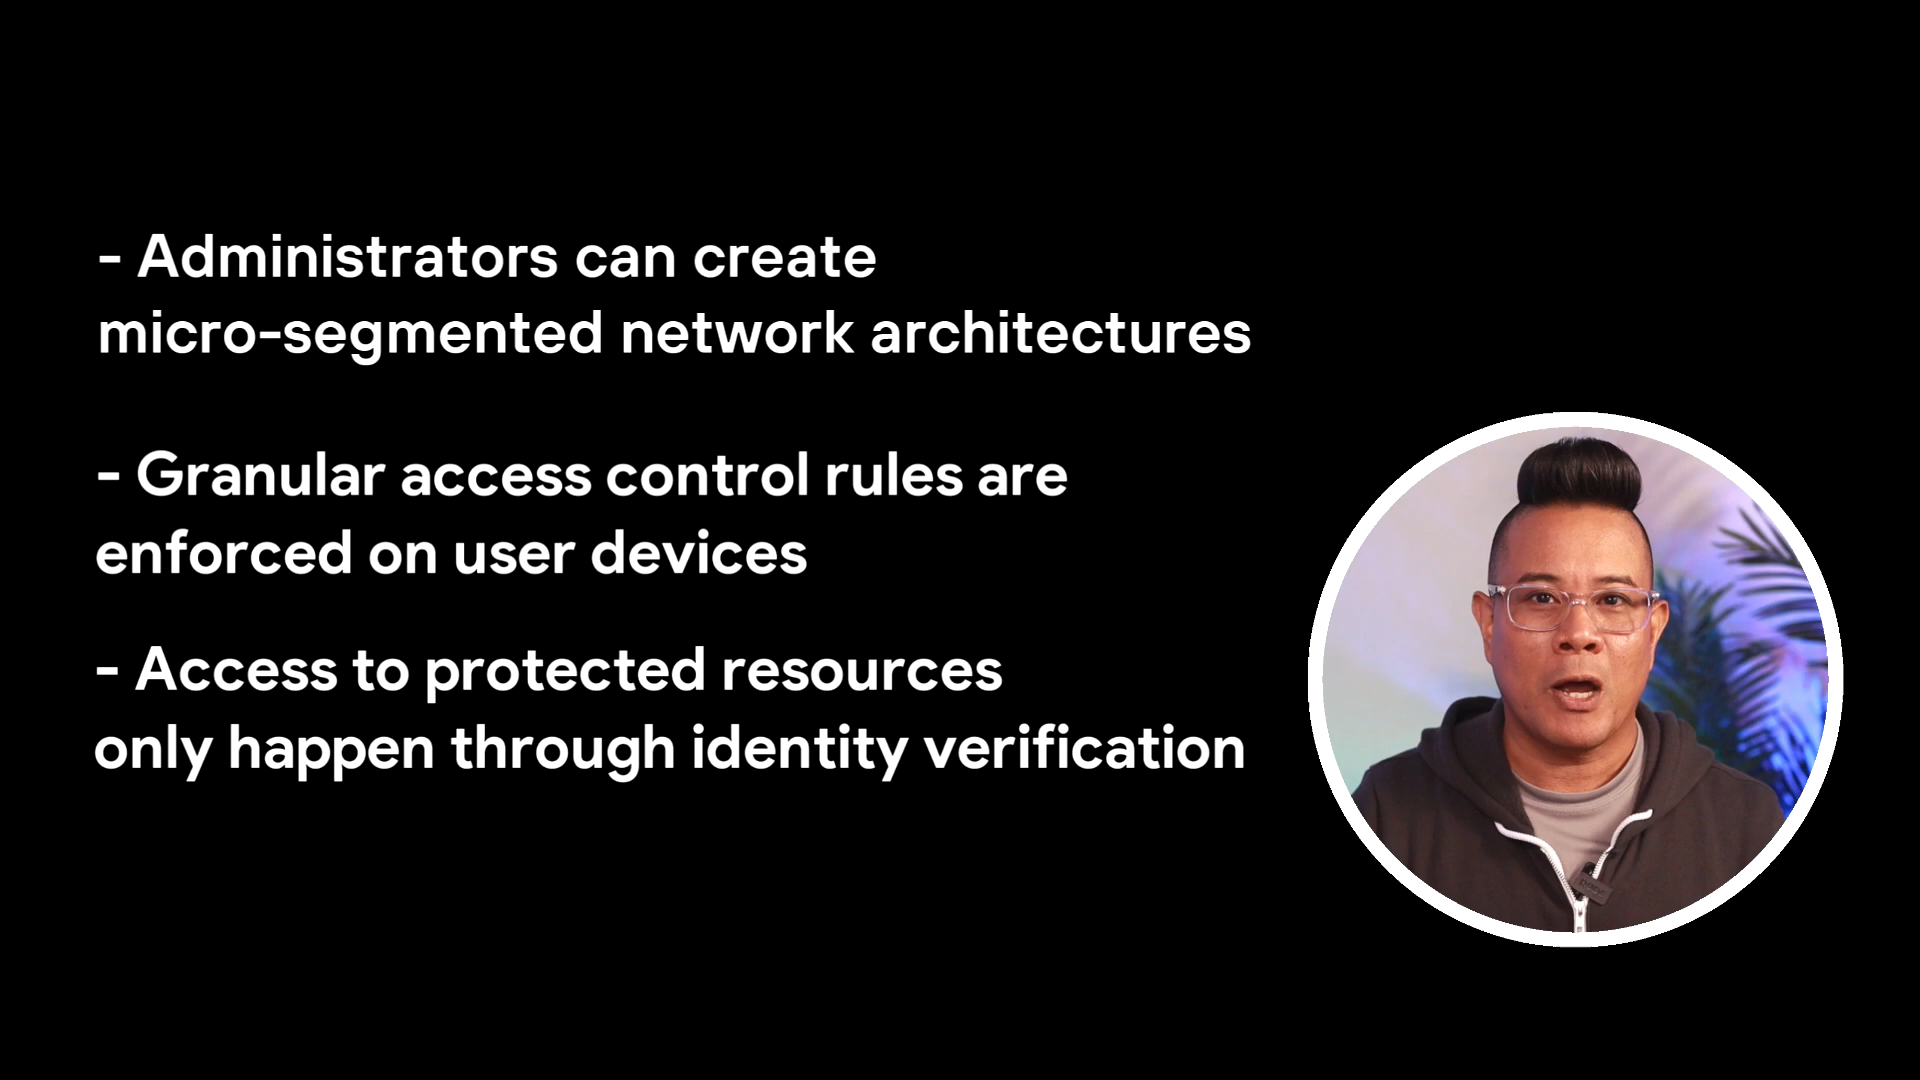 - Administrators can create
micro-segmented network architectures
- Granular access control rules are
enforced on user devices
- Access to protected resources
only happen through identity verification